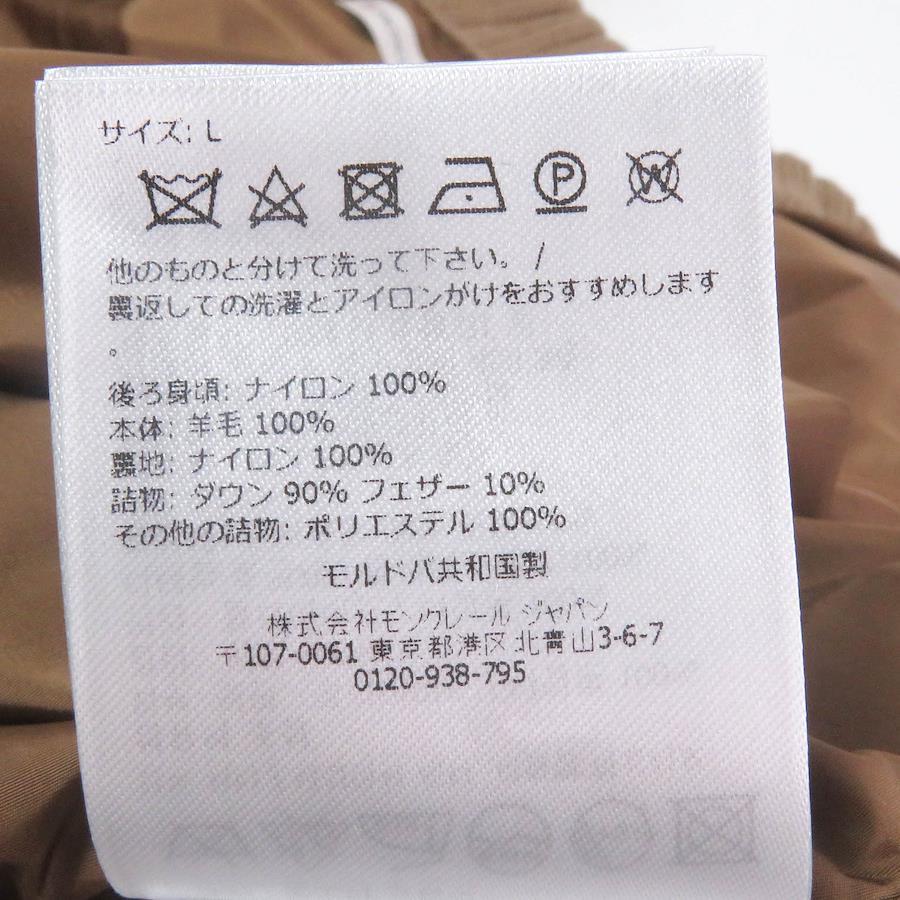 サイズ: L
P
W
他のものと分けて洗って下さい。 /
裏返しての洗濯とアイロンがけをおすすめします
。
後ろ身頃: ナイロン 100%
本体: 羊毛 100%
裏地: ナイロン 100%
詰物: ダウン 90% フェザー 10%
その他の詰物: ポリエステル 100%
モルドバ共和国製
株式会社モンクレール ジャパン
〒107-0061 東京都港区 北青山3-6-7
0120-938-795